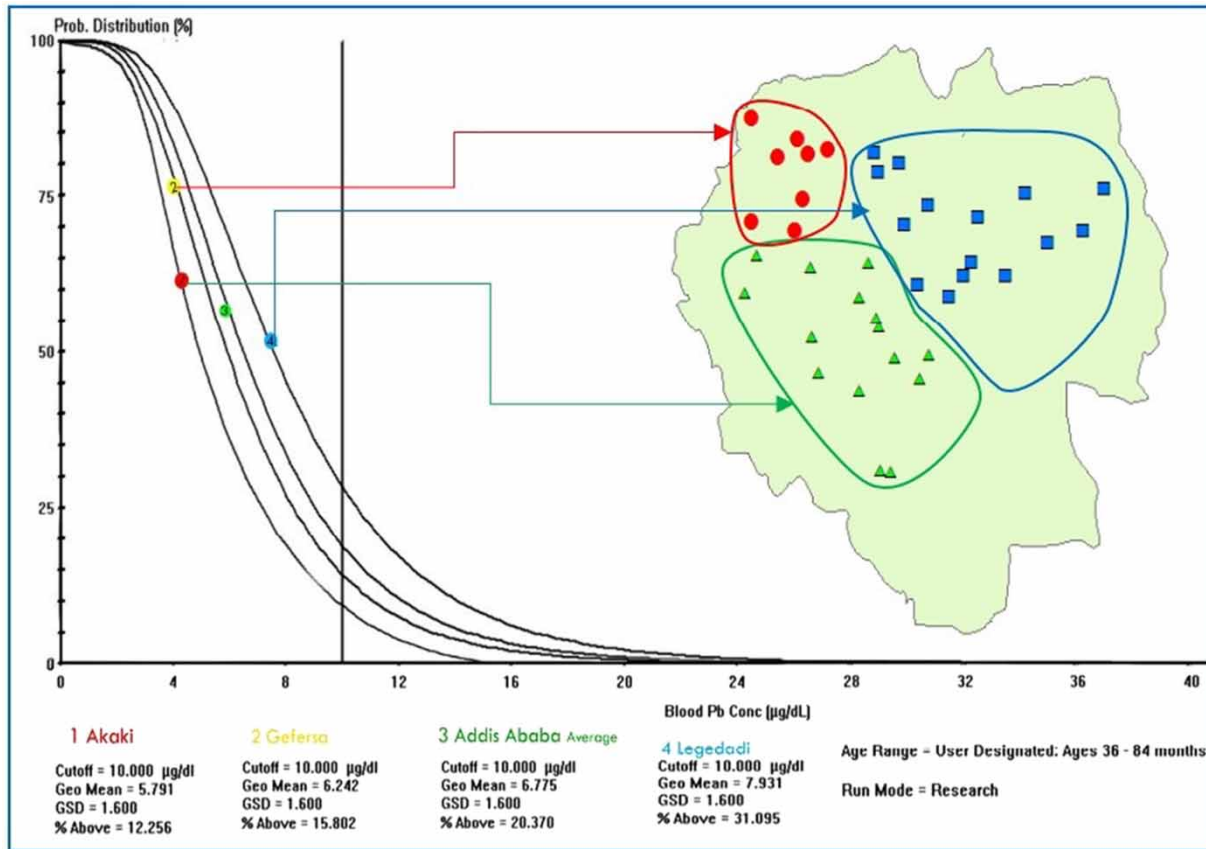 Prob. Distribution (%)
100
75
50
25
0
2
3
4
0 4 8 12 16 20 24 28 32 36 40
Blood Pb Conc (µg/dL)
1 Akaki
Cutoff = 10.000 µg/dl
Geo Mean = 5.791
GSD = 1.600
% Above = 12.256
2 Gefersa
Cutoff = 10.000 µg/dl
Geo Mean = 6.242
GSD = 1.600
% Above = 15.802
3 Addis Ababa Average
Cutoff = 10.000 µg/dl
Geo Mean = 6.775
GSD = 1.600
% Above = 20.370
4 Legedadi
Cutoff = 10.000 µg/dl
Geo Mean = 7.931
GSD = 1.600
% Above = 31.095
Age Range = User Designated: Ages 36 - 84 months
Run Mode = Research